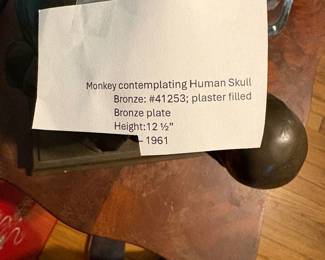 Monkey contemplating Human Skull
Bronze: #41253; plaster filled
Bronze plate
Height:12 ½"
– 1961